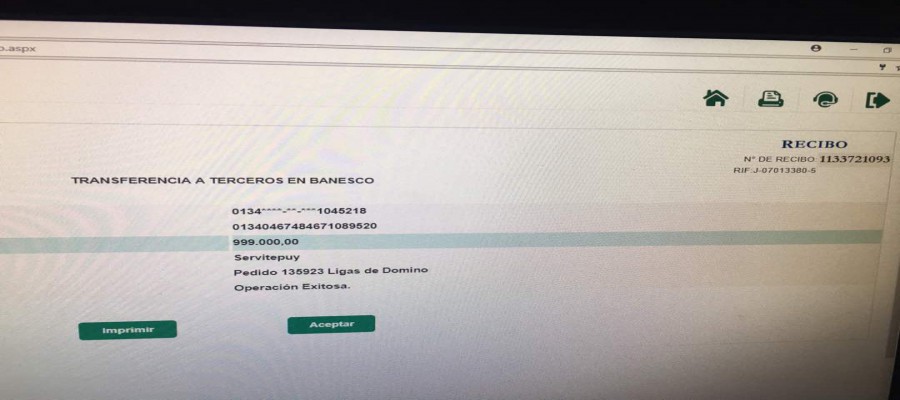 o.aspx
RECIBO
N° DE RECIBO: 1133721093
RIF:J-07013380-5
TRANSFERENCIA A TERCEROS EN BANESCO
0134****-**-***1045218
01340467484671089520
999.000,00
Servitepuy
Pedido 135923 Ligas de Domino
Operación Exitosa.
Imprimir
Aceptar